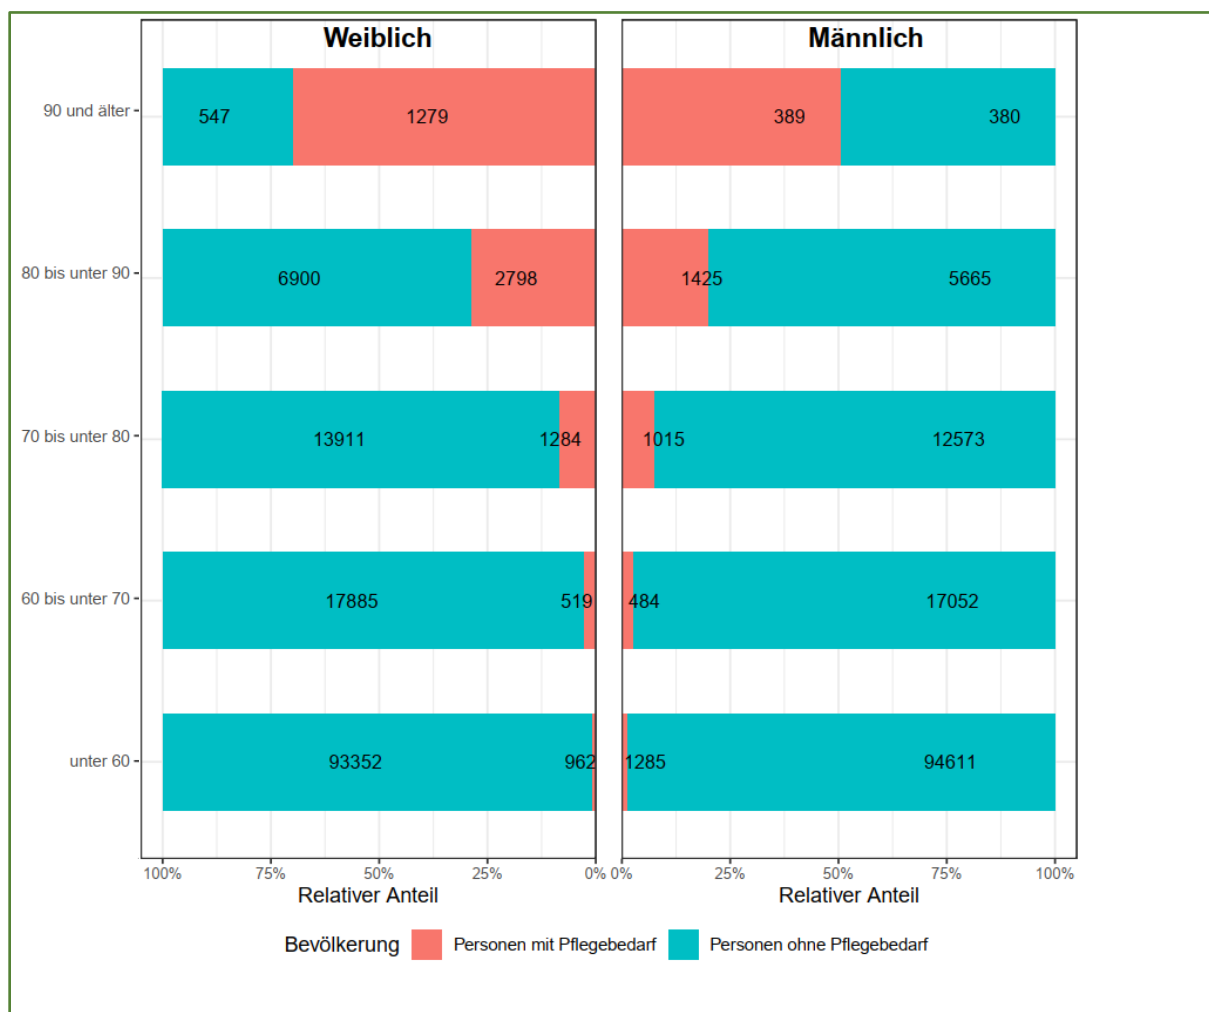 Weiblich Männlich
90 und älter 547 1279 389 380
80 bis unter 90 6900 2798 1425 5665
70 bis unter 80 13911 1284 1015 12573
60 bis unter 70 17885 519 484 17052
unter 60 93352 962 1285 94611
100% 75% 50% 25% 0% 0% 25% 50% 75% 100%
Relativer Anteil Relativer Anteil
Bevölkerung Personen mit Pflegebedarf Personen ohne Pflegebedarf